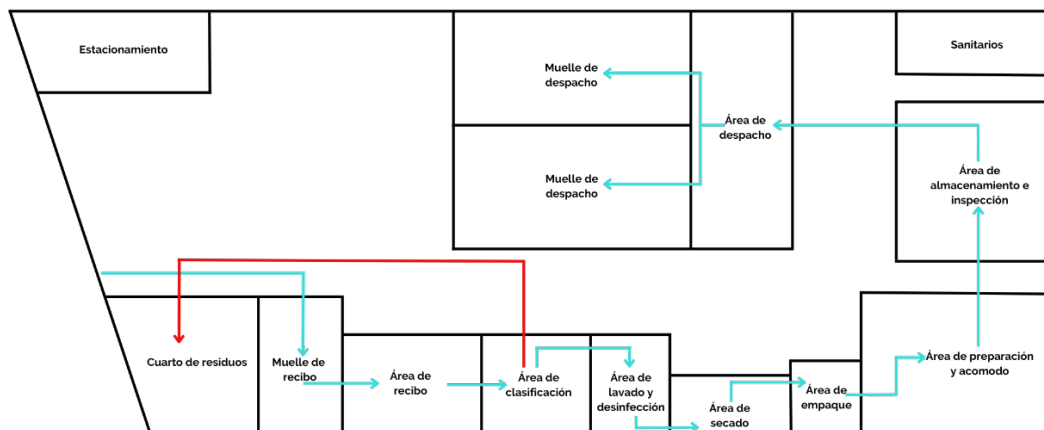 Estacionamiento
Sanitarios
Muelle de
despacho
Área de
despacho
Muelle de
despacho
Área de
almacenamiento e
inspección
Cuarto de residuos
Muelle de
recibo
Área de
recibo
Área de
clasificación
Área de
lavado y
desinfección
Área de
secado
Área de
empaque
Área de preparación
y acomodo